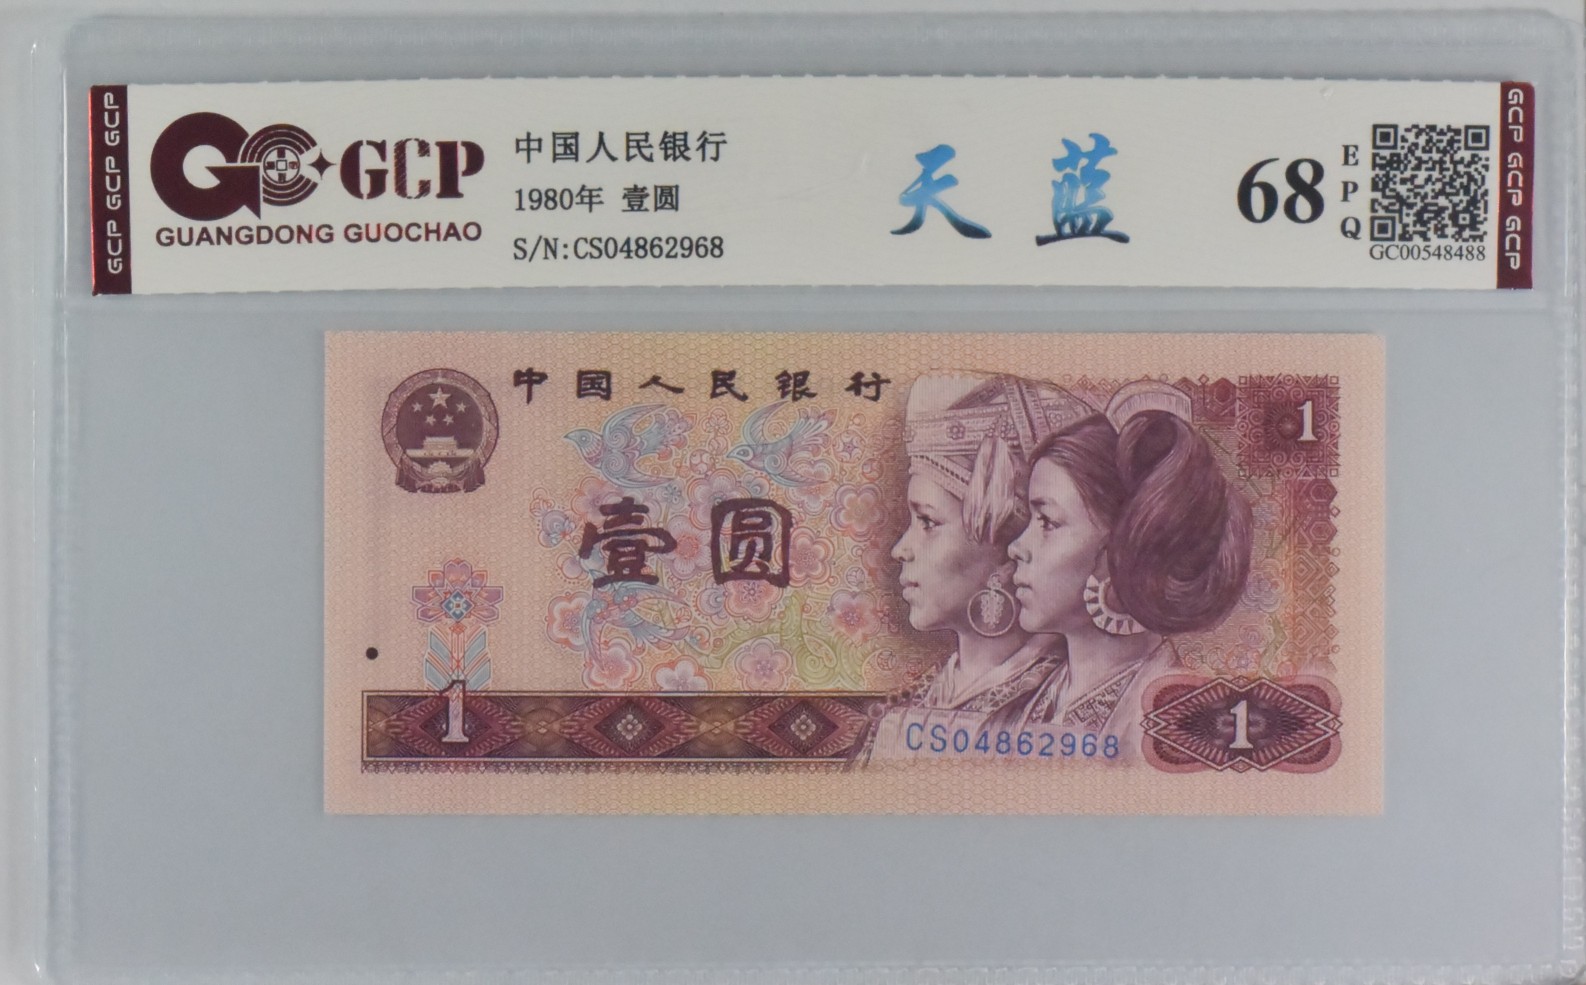 GCP GCP GCP
GCP
GUANGDONG GUOCHAO
中国人民银行
1980年 壹圆
S/N:CS04862968
天蓝
68
EPQ
GC00548488
GCP GCP GCP
中国人民银行
1
壹圆
1
CS04862968
1